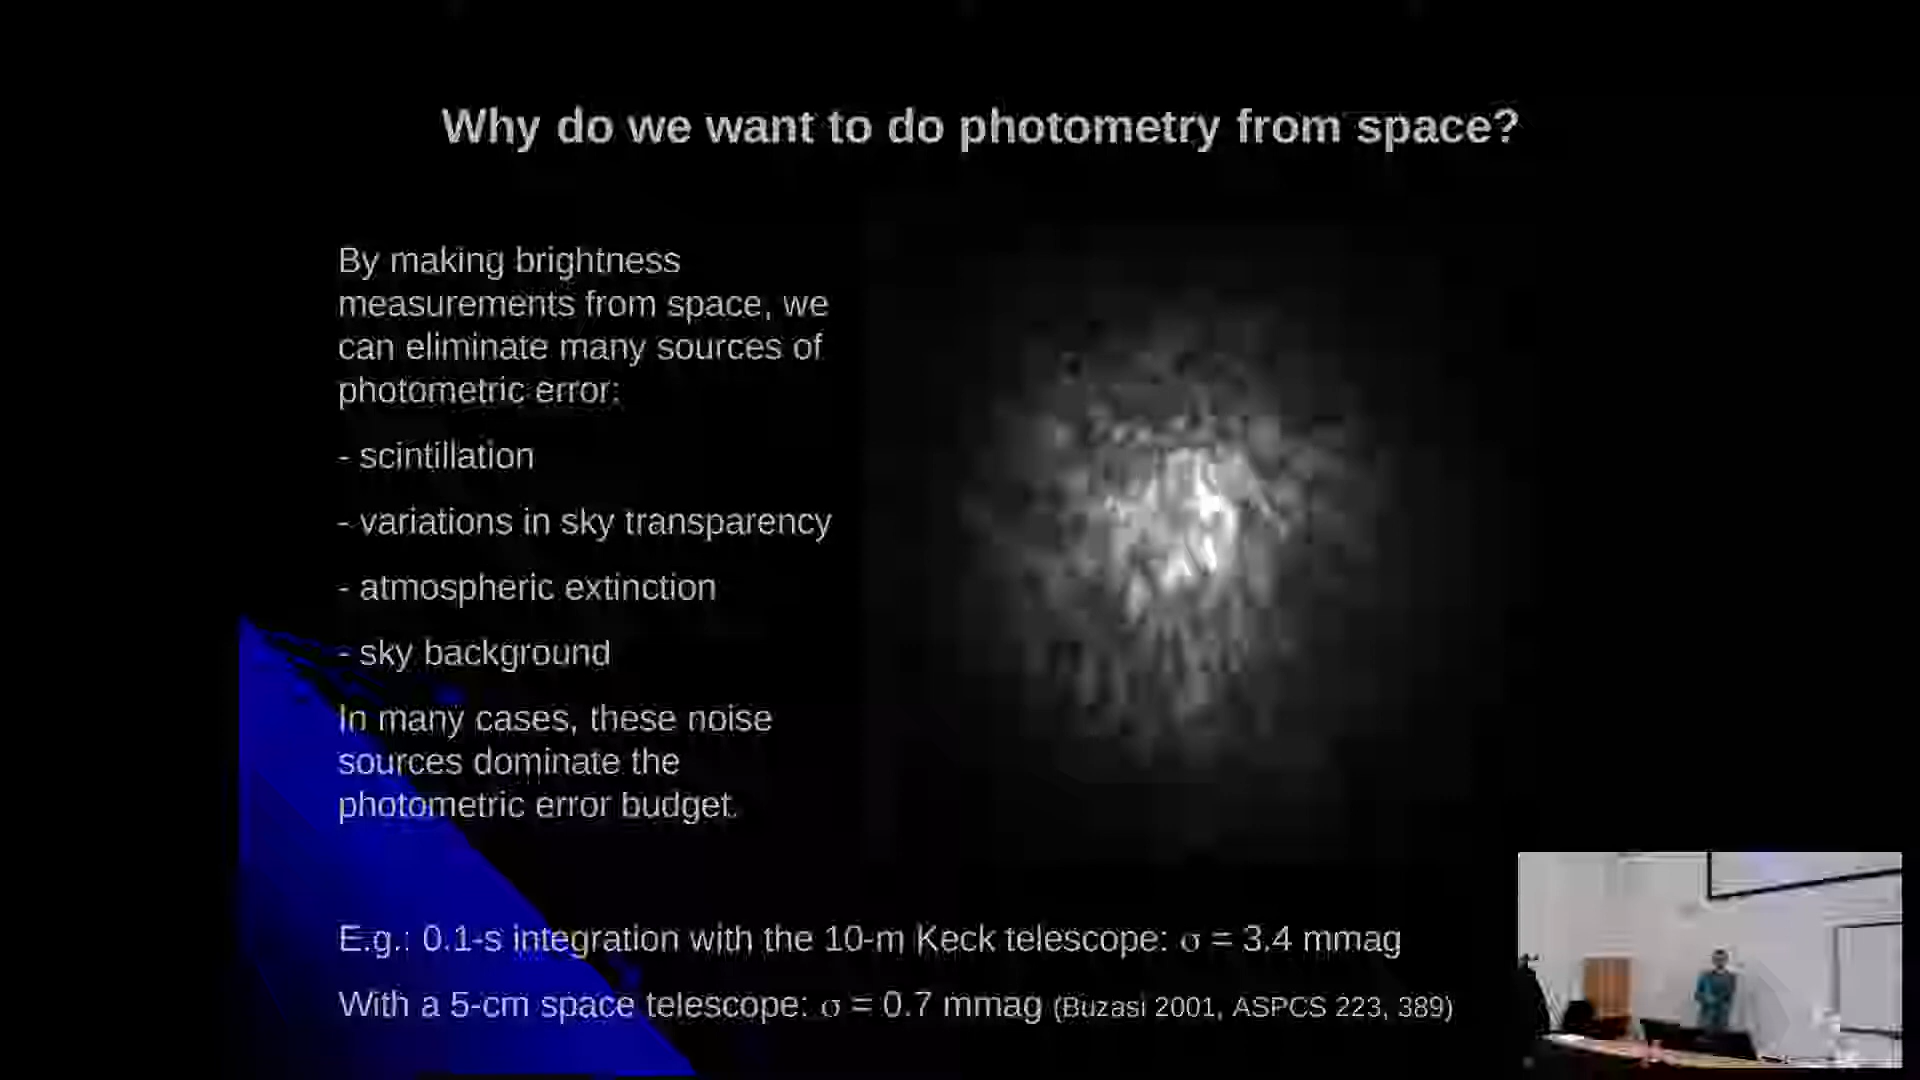 Why do we want to do photometry from space?
By making brightness
measurements from space, we
can eliminate many sources of
photometric error:
- scintillation
- variations in sky transparency
- atmospheric extinction
- sky background
In many cases, these noise
sources dominate the
photometric error budget.
E.g.: 0.1-s integration with the 10-m Keck telescope: σ = 3.4 mmag
With a 5-cm space telescope: σ = 0.7 mmag (Buzasi 2001, ASPCS 223, 389)